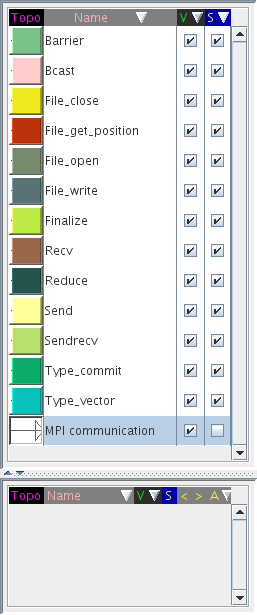 Topo Name V S
Barrier
Bcast
File_close
File_get_position
File_open
File_write
Finalize
Recv
Reduce
Send
Sendrecv
Type_commit
Type_vector
MPI communication
Topo Name V S < > A